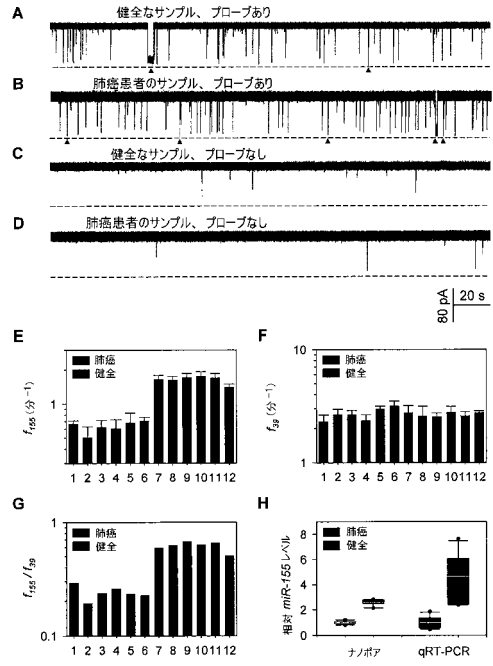 A 健全なサンプル、プローブあり
B 肺癌患者のサンプル、プローブあり
C 健全なサンプル、プローブなし
D 肺癌患者のサンプル、プローブなし
80 pA
20 s
E
肺癌
健全
f155 (分-1)
1
1 2 3 4 5 6 7 8 9 10 11 12
F
10
肺癌
健全
f39 (分-1)
1
1 2 3 4 5 6 7 8 9 10 11 12
G
1
肺癌
健全
f155 / f39
0.1
1 2 3 4 5 6 7 8 9 10 11 12
H
8
肺癌
健全
6
相対 miR-155 レベル
4
2
0
ナノポア qRT-PCR